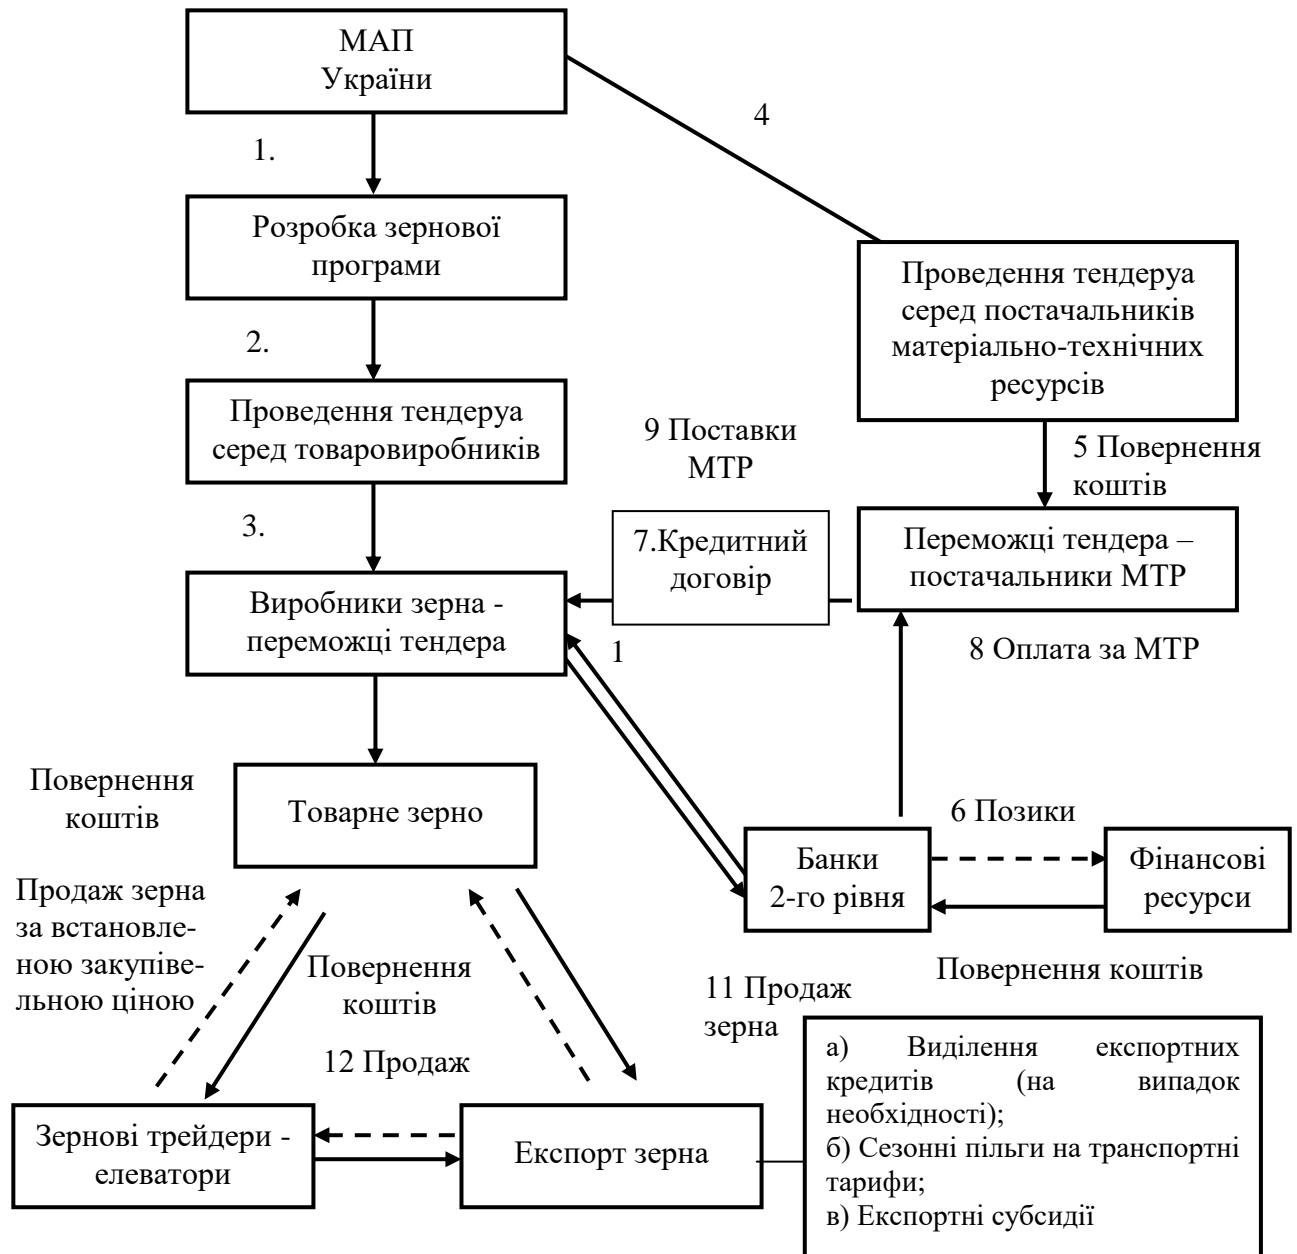 МАП
України
4
1.
Розробка зернової
програми
Проведення тендеруа
серед постачальників
матеріально-технічних
ресурсів
2.
Проведення тендеруа
серед товаровиробників
9 Поставки
МТР
5 Повернення
коштів
3.
7.Кредитний
договір
Переможці тендера –
постачальники МТР
Виробники зерна -
переможці тендера
1
8 Оплата за МТР
Повернення
коштів
Товарне зерно
6 Позики
Банки
2-го рівня
Фінансові
ресурси
Продаж зерна
за встановле-
ною закупіве-
льною ціною
Повернення
коштів
Повернення коштів
11 Продаж
зерна
12 Продаж
а) Виділення експортних
кредитів (на випадок
необхідності);
б) Сезонні пільги на транспортні
тарифи;
в) Експортні субсидії
Зернові трейдери -
елеватори
Експорт зерна